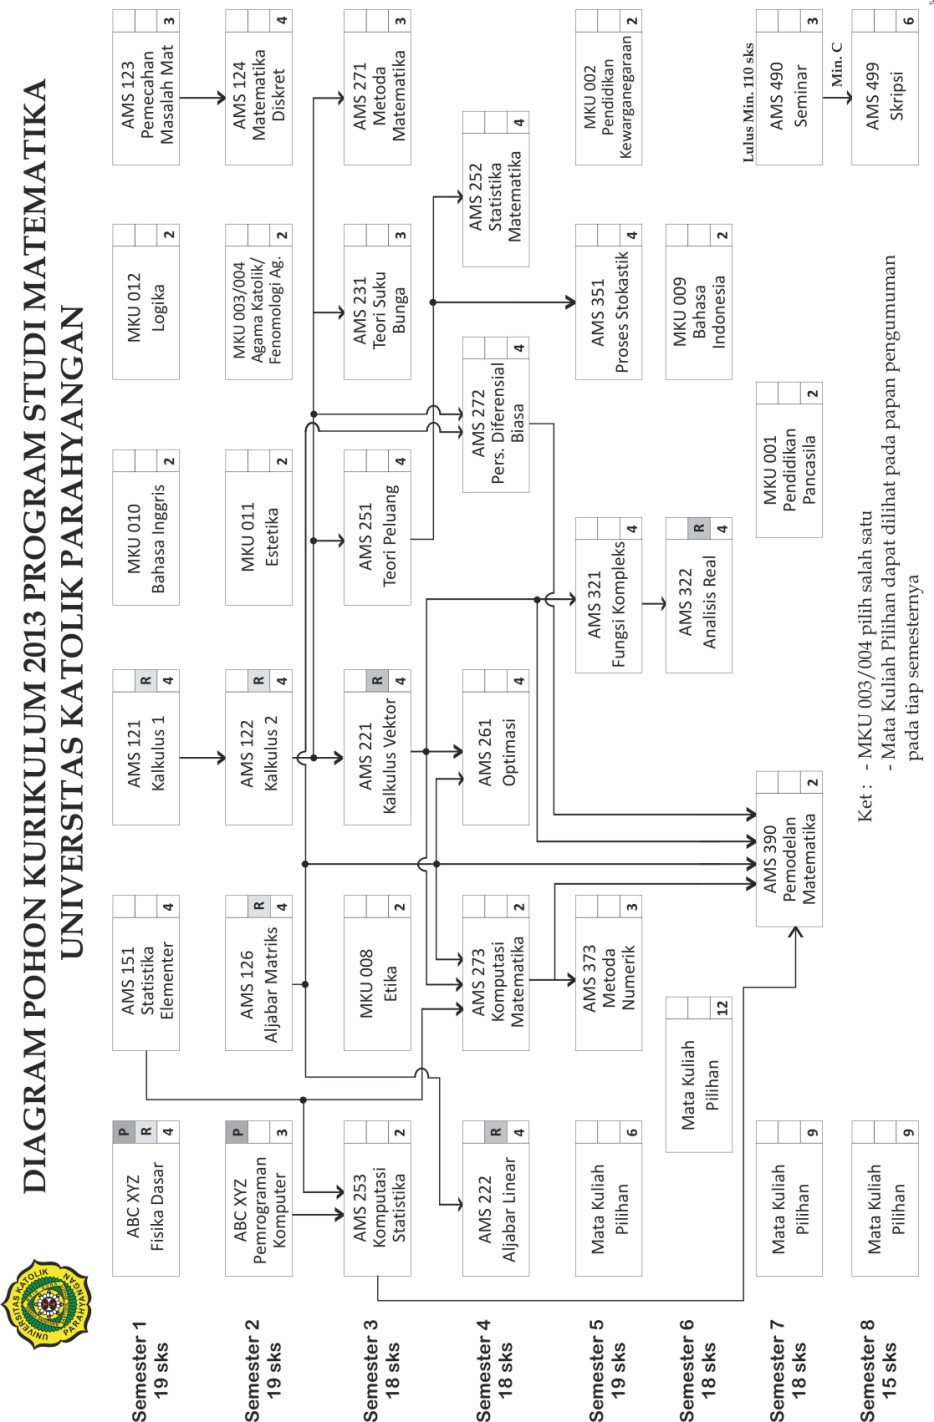 DIAGRAM POHON KURIKULUM 2013 PROGRAM STUDI MATEMATIKA
UNIVERSITAS KATOLIK PARAHYANGAN
UNIVERSITAS KATOLIK
PARAHYANGAN
Semester 1
19 sks
ABC XYZ
Fisika Dasar
P
R
4
AMS 151
Statistika
Elementer
4
AMS 121
Kalkulus 1
R
4
MKU 010
Bahasa Inggris
2
MKU 012
Logika
2
AMS 123
Pemecahan
Masalah Mat
3
Semester 2
19 sks
ABC XYZ
Pemrograman
Komputer
P
3
AMS 126
Aljabar Matriks
R
4
AMS 122
Kalkulus 2
R
4
MKU 011
Estetika
2
MKU 003/004
Agama Katolik/
Fenomologi Ag.
2
AMS 124
Matematika
Diskret
4
Semester 3
18 sks
AMS 253
Komputasi
Statistika
2
MKU 008
Etika
2
AMS 221
Kalkulus Vektor
R
4
AMS 251
Teori Peluang
4
AMS 231
Teori Suku
Bunga
3
AMS 271
Metoda
Matematika
3
Semester 4
18 sks
AMS 222
Aljabar Linear
R
4
AMS 273
Komputasi
Matematika
2
AMS 261
Optimasi
4
AMS 272
Pers. Diferensial
Biasa
4
AMS 252
Statistika
Matematika
4
Semester 5
19 sks
Mata Kuliah
Pilihan
6
AMS 373
Metoda
Numerik
3
AMS 321
Fungsi Kompleks
4
AMS 351
Proses Stokastik
4
MKU 002
Pendidikan
Kewarganegaraan
2
Semester 6
18 sks
Mata Kuliah
Pilihan
12
AMS 322
Analisis Real
R
4
MKU 009
Bahasa
Indonesia
2
Semester 7
18 sks
Mata Kuliah
Pilihan
9
AMS 390
Pemodelan
Matematika
2
MKU 001
Pendidikan
Pancasila
2
Lulus Min. 110 sks
AMS 490
Seminar
3
Min. C
Semester 8
15 sks
Mata Kuliah
Pilihan
9
AMS 499
Skripsi
6
Ket : - MKU 003/004 pilih salah satu
- Mata Kuliah Pilihan dapat dilihat pada papan pengumuman
pada tiap semesternya